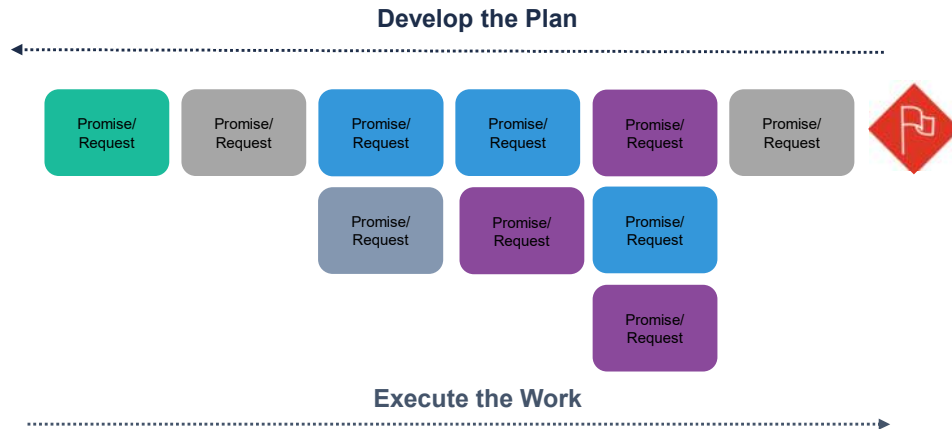 Develop the Plan
Promise/
Request
Promise/
Request
Promise/
Request
Promise/
Request
Promise/
Request
Promise/
Request
Promise/
Request
Promise/
Request
Promise/
Request
Promise/
Request
Execute the Work